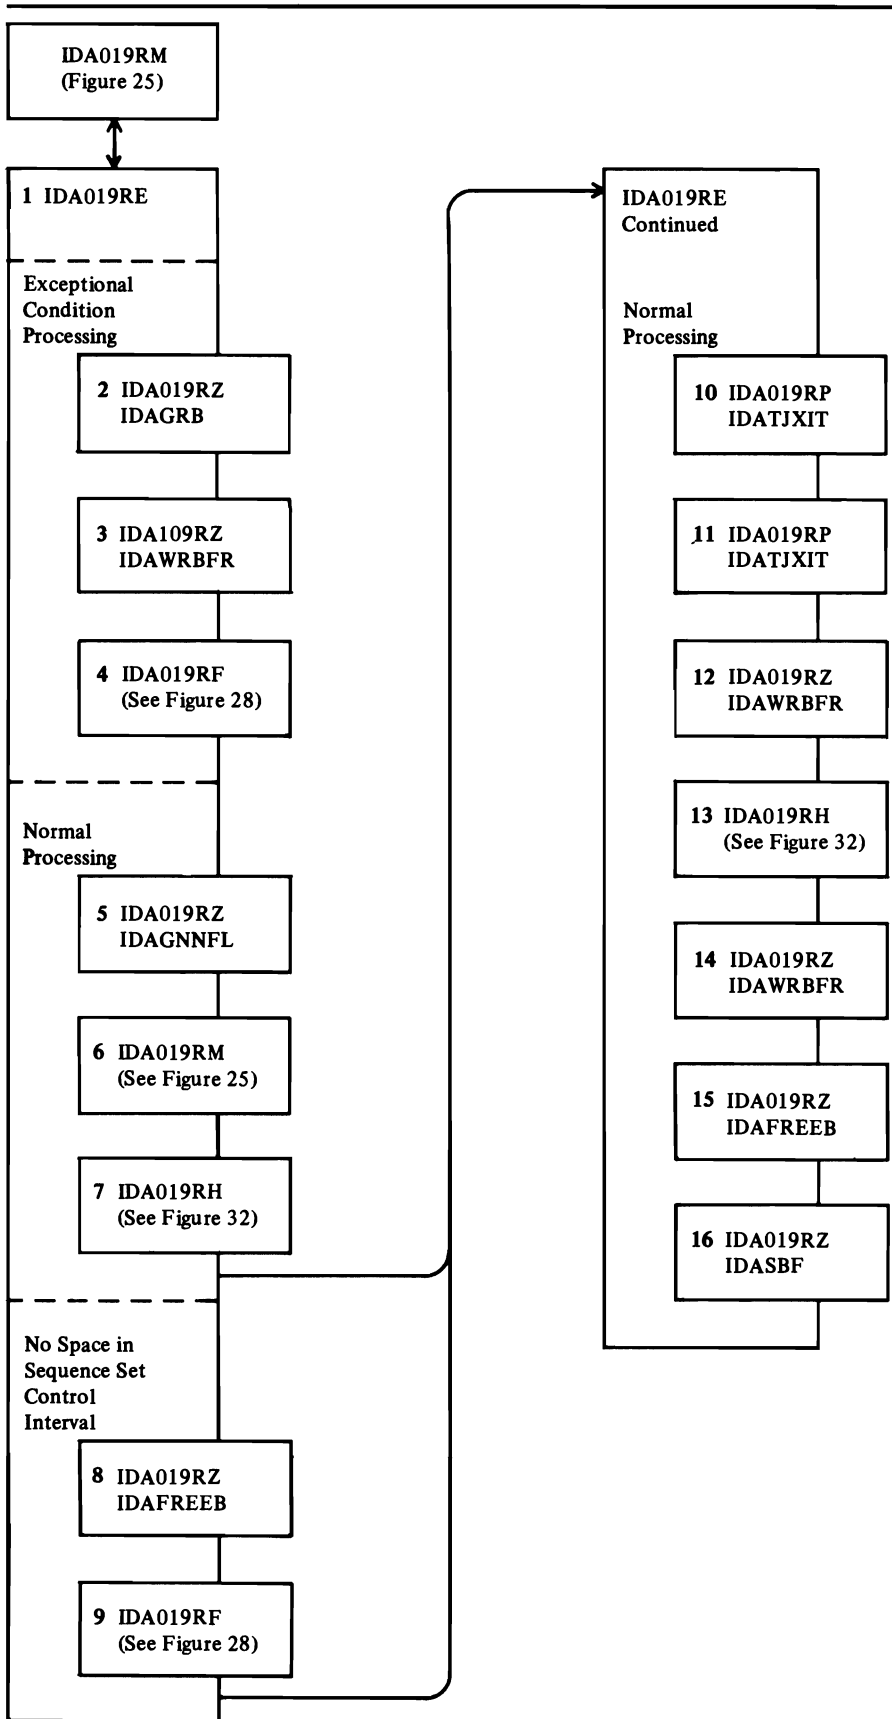 IDA019RM
(Figure 25)
1 IDA019RE
Exceptional
Condition
Processing
2 IDA019RZ
IDAGRB
3 IDA109RZ
IDAWRBFR
4 IDA019RF
(See Figure 28)
Normal
Processing
5 IDA019RZ
IDAGNNFL
6 IDA019RM
(See Figure 25)
7 IDA019RH
(See Figure 32)
No Space in
Sequence Set
Control
Interval
8 IDA019RZ
IDAFREEB
9 IDA019RF
(See Figure 28)
IDA019RE
Continued
Normal
Processing
10 IDA019RP
IDATJXIT
11 IDA019RP
IDATJXIT
12 IDA019RZ
IDAWRBFR
13 IDA019RH
(See Figure 32)
14 IDA019RZ
IDAWRBFR
15 IDA019RZ
IDAFREEB
16 IDA019RZ
IDASBF